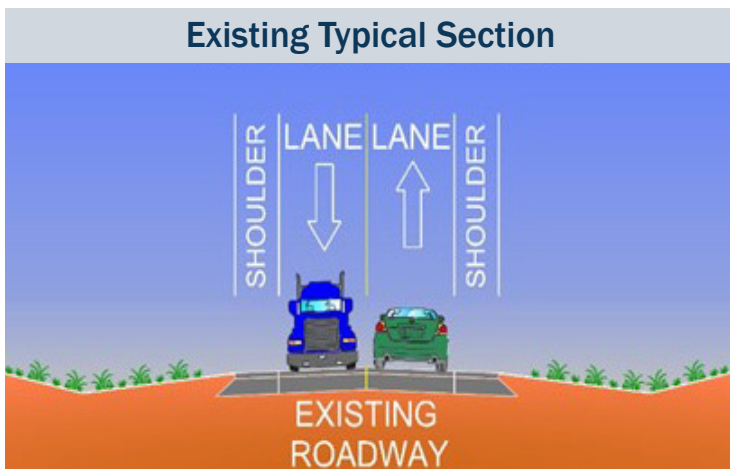 Existing Typical Section
SHOULDER
LANE
LANE
SHOULDER
EXISTING
ROADWAY